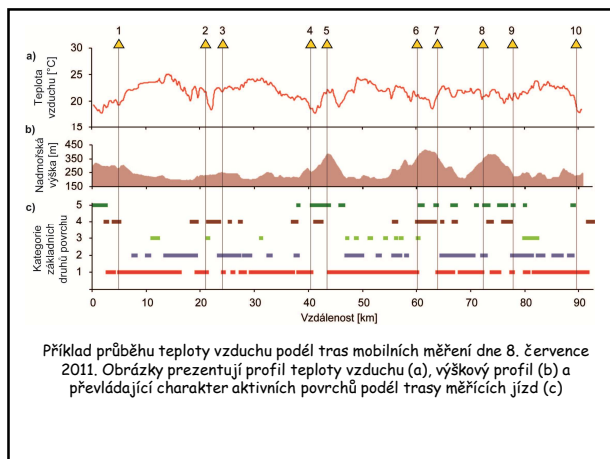 1 2 3 4 5 6 7 8 9 10
a)
Teplota
vzduchu [°C]
30
25
20
15
b)
Nadmořská
výška [m]
450
350
250
150
c)
Kategorie
základních
druhů povrchu
5
4
3
2
1
0 10 20 30 40 50 60 70 80 90
Vzdálenost [km]
Příklad průběhu teploty vzduchu podél tras mobilních měření dne 8. července
2011. Obrázky prezentují profil teploty vzduchu (a), výškový profil (b) a
převládající charakter aktivních povrchů podél trasy měřících jízd (c)